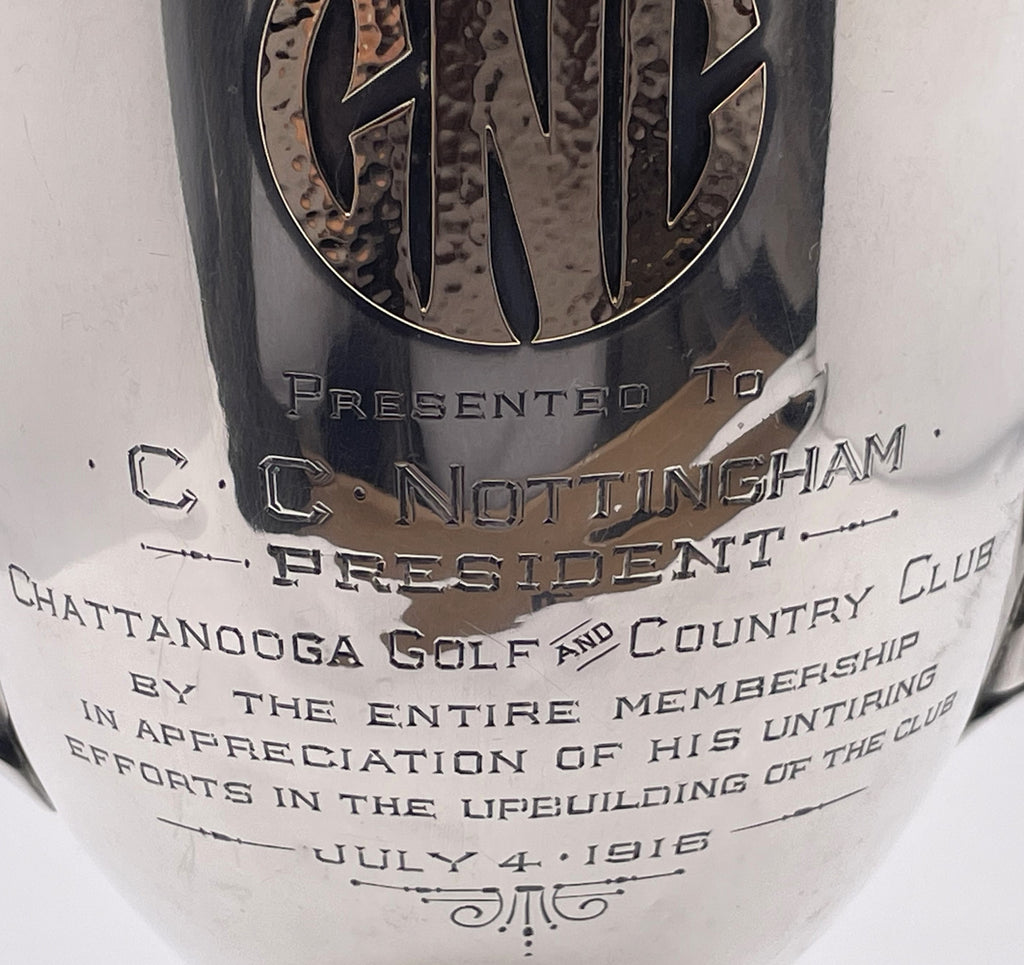 CNC
PRESENTED TO
· C · C · NOTTINGHAM ·
PRESIDENT
CHATTANOOGA GOLF AND COUNTRY CLUB
BY THE ENTIRE MEMBERSHIP
IN APPRECIATION OF HIS UNTIRING
EFFORTS IN THE UPBUILDING OF THE CLUB
JULY 4 · 1916